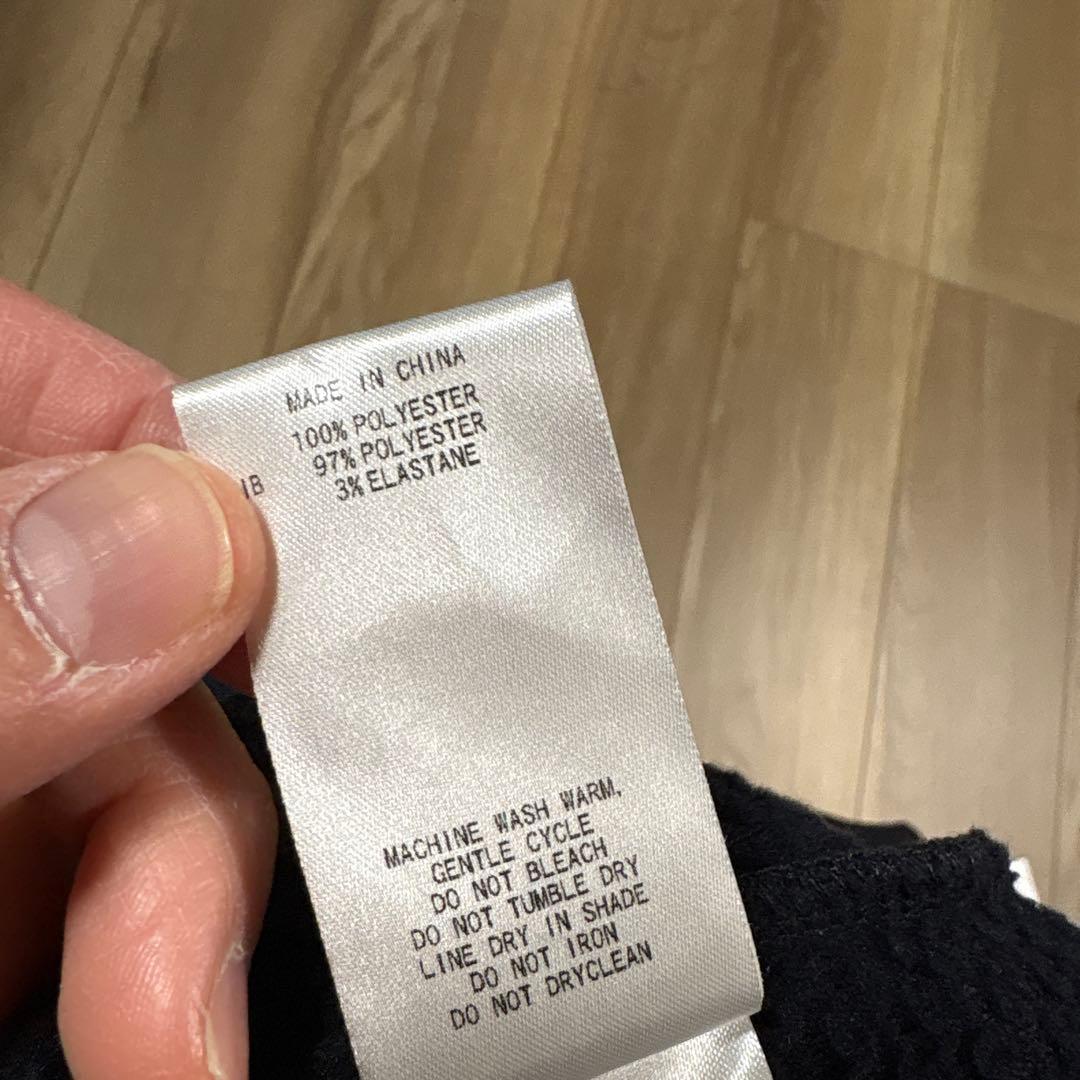 MADE IN CHINA
100% POLYESTER
97% POLYESTER
3% ELASTANE
MACHINE WASH WARM,
GENTLE CYCLE
DO NOT BLEACH
DO NOT TUMBLE DRY
LINE DRY IN SHADE
DO NOT IRON
DO NOT DRYCLEAN